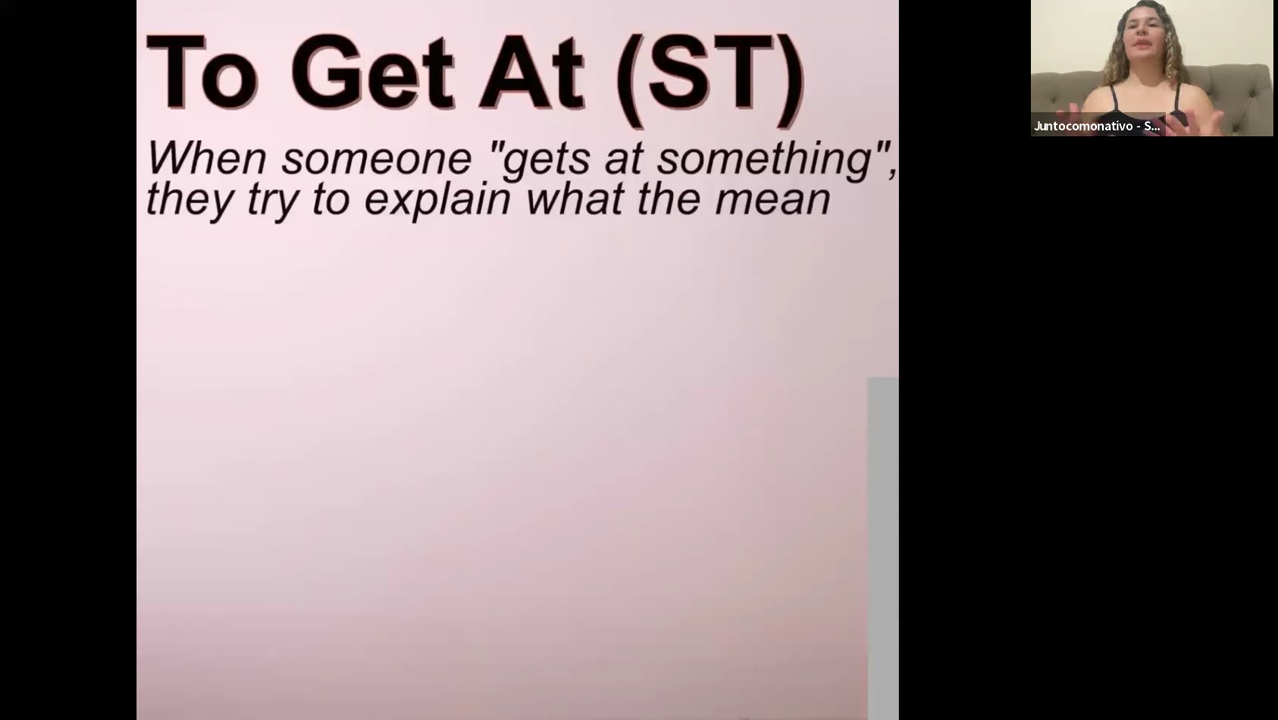 To Get At (ST)
When someone "gets at something",
they try to explain what the mean
Juntocomonativo - S...